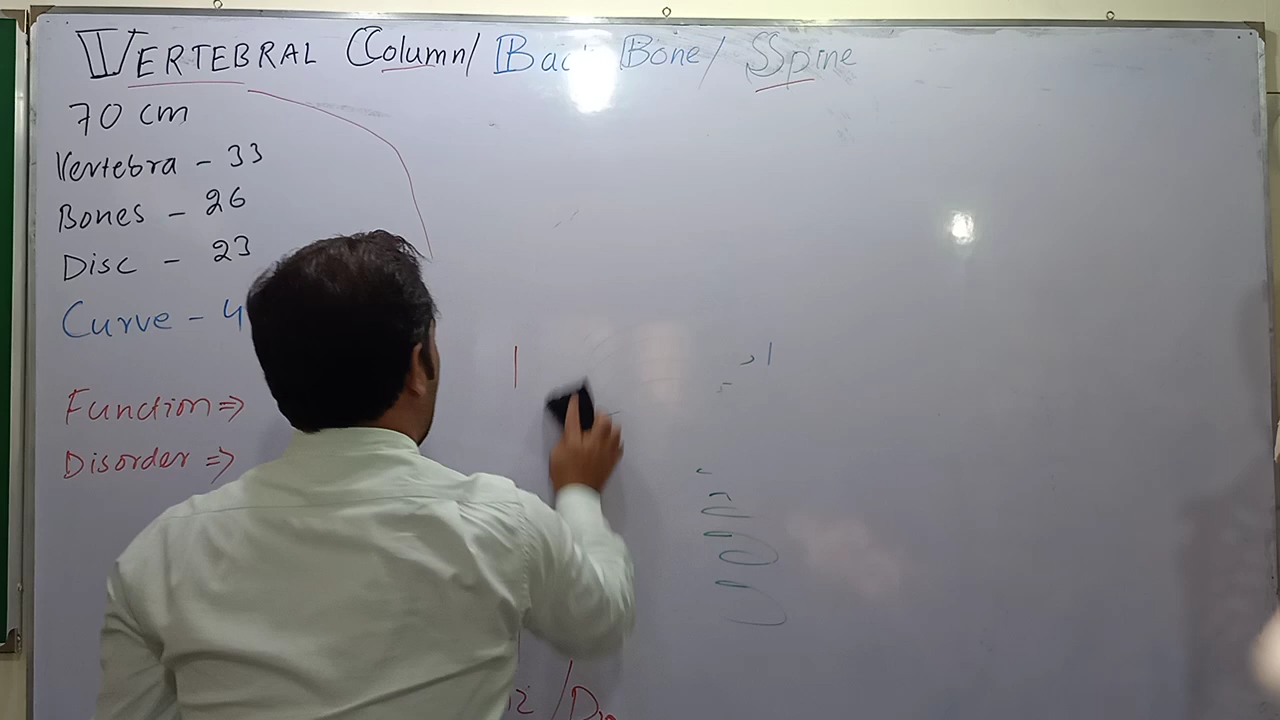 VERTEBRAL Column/ Back Bone/ Spine
70 cm
Vertebra - 33
Bones - 26
Disc - 23
Curve - 4
Function ⇒
Disorder ⇒